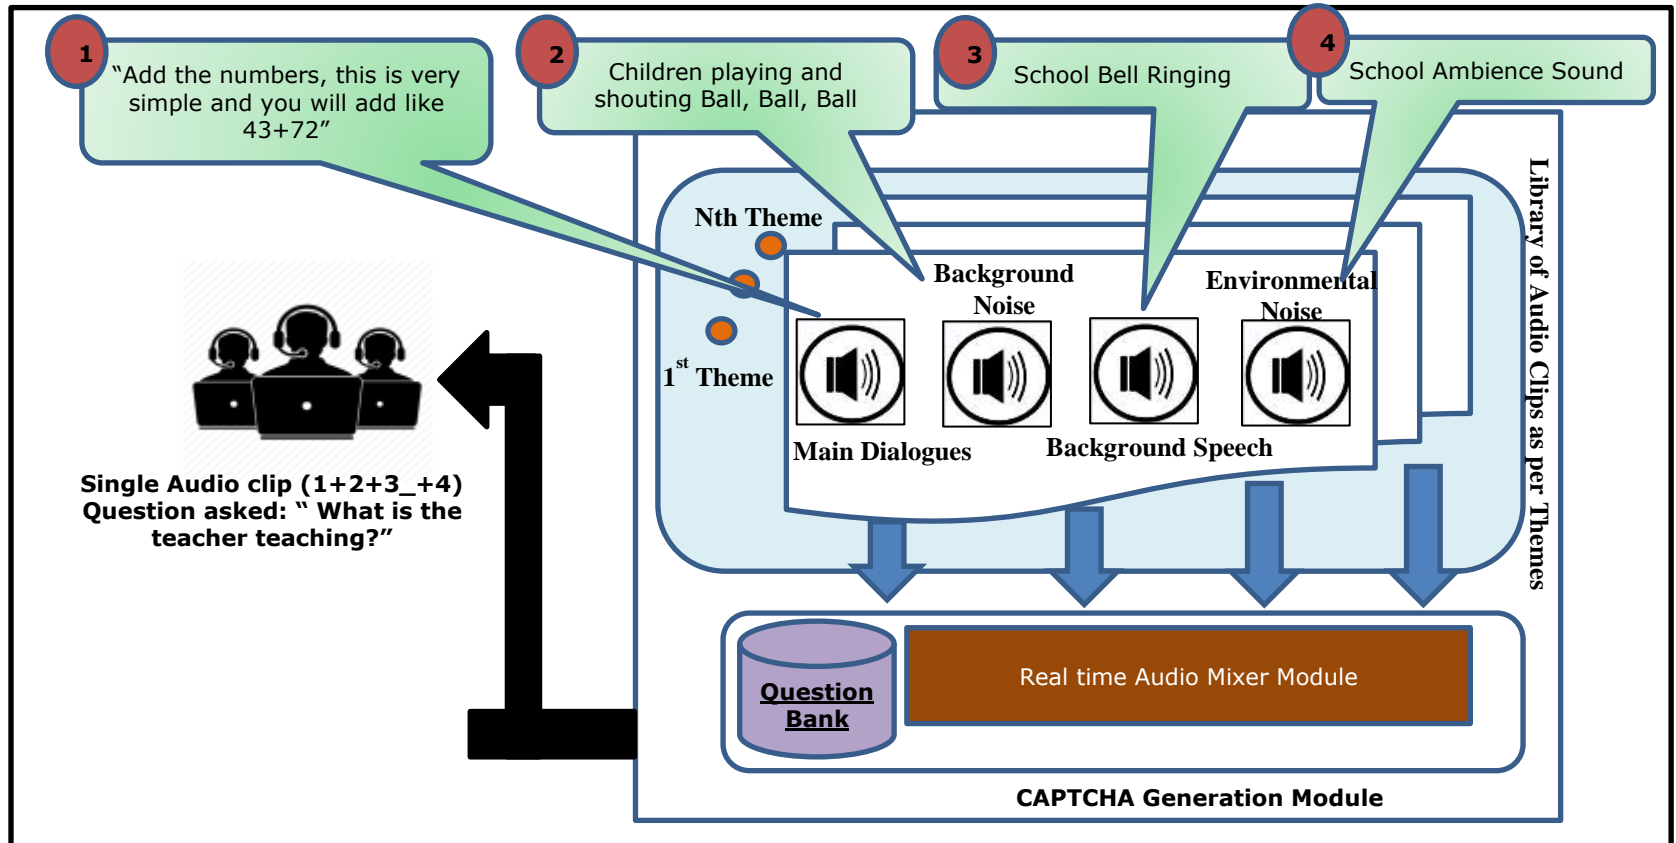 1
“Add the numbers, this is very
simple and you will add like
43+72”
2
Children playing and
shouting Ball, Ball, Ball
3
School Bell Ringing
4
School Ambience Sound
Library of Audio Clips as per Themes
Nth Theme
1st Theme
Background
Noise
Environmental
Noise
Main Dialogues
Background Speech
Single Audio clip (1+2+3_+4)
Question asked: “ What is the
teacher teaching?”
Question
Bank
Real time Audio Mixer Module
CAPTCHA Generation Module